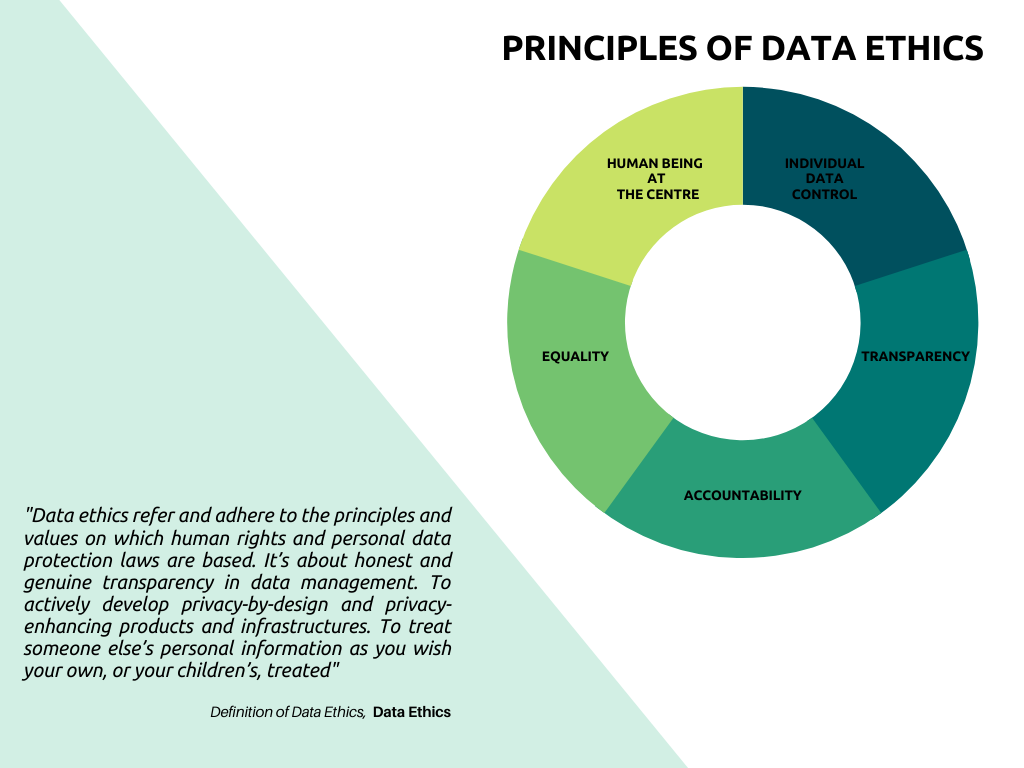 PRINCIPLES OF DATA ETHICS
HUMAN BEING
AT
THE CENTRE
INDIVIDUAL
DATA
CONTROL
EQUALITY
TRANSPARENCY
ACCOUNTABILITY
"Data ethics refer and adhere to the principles and
values on which human rights and personal data
protection laws are based. It’s about honest and
genuine transparency in data management. To
actively develop privacy-by-design and privacy-
enhancing products and infrastructures. To treat
someone else’s personal information as you wish
your own, or your children’s, treated"
Definition of Data Ethics, Data Ethics